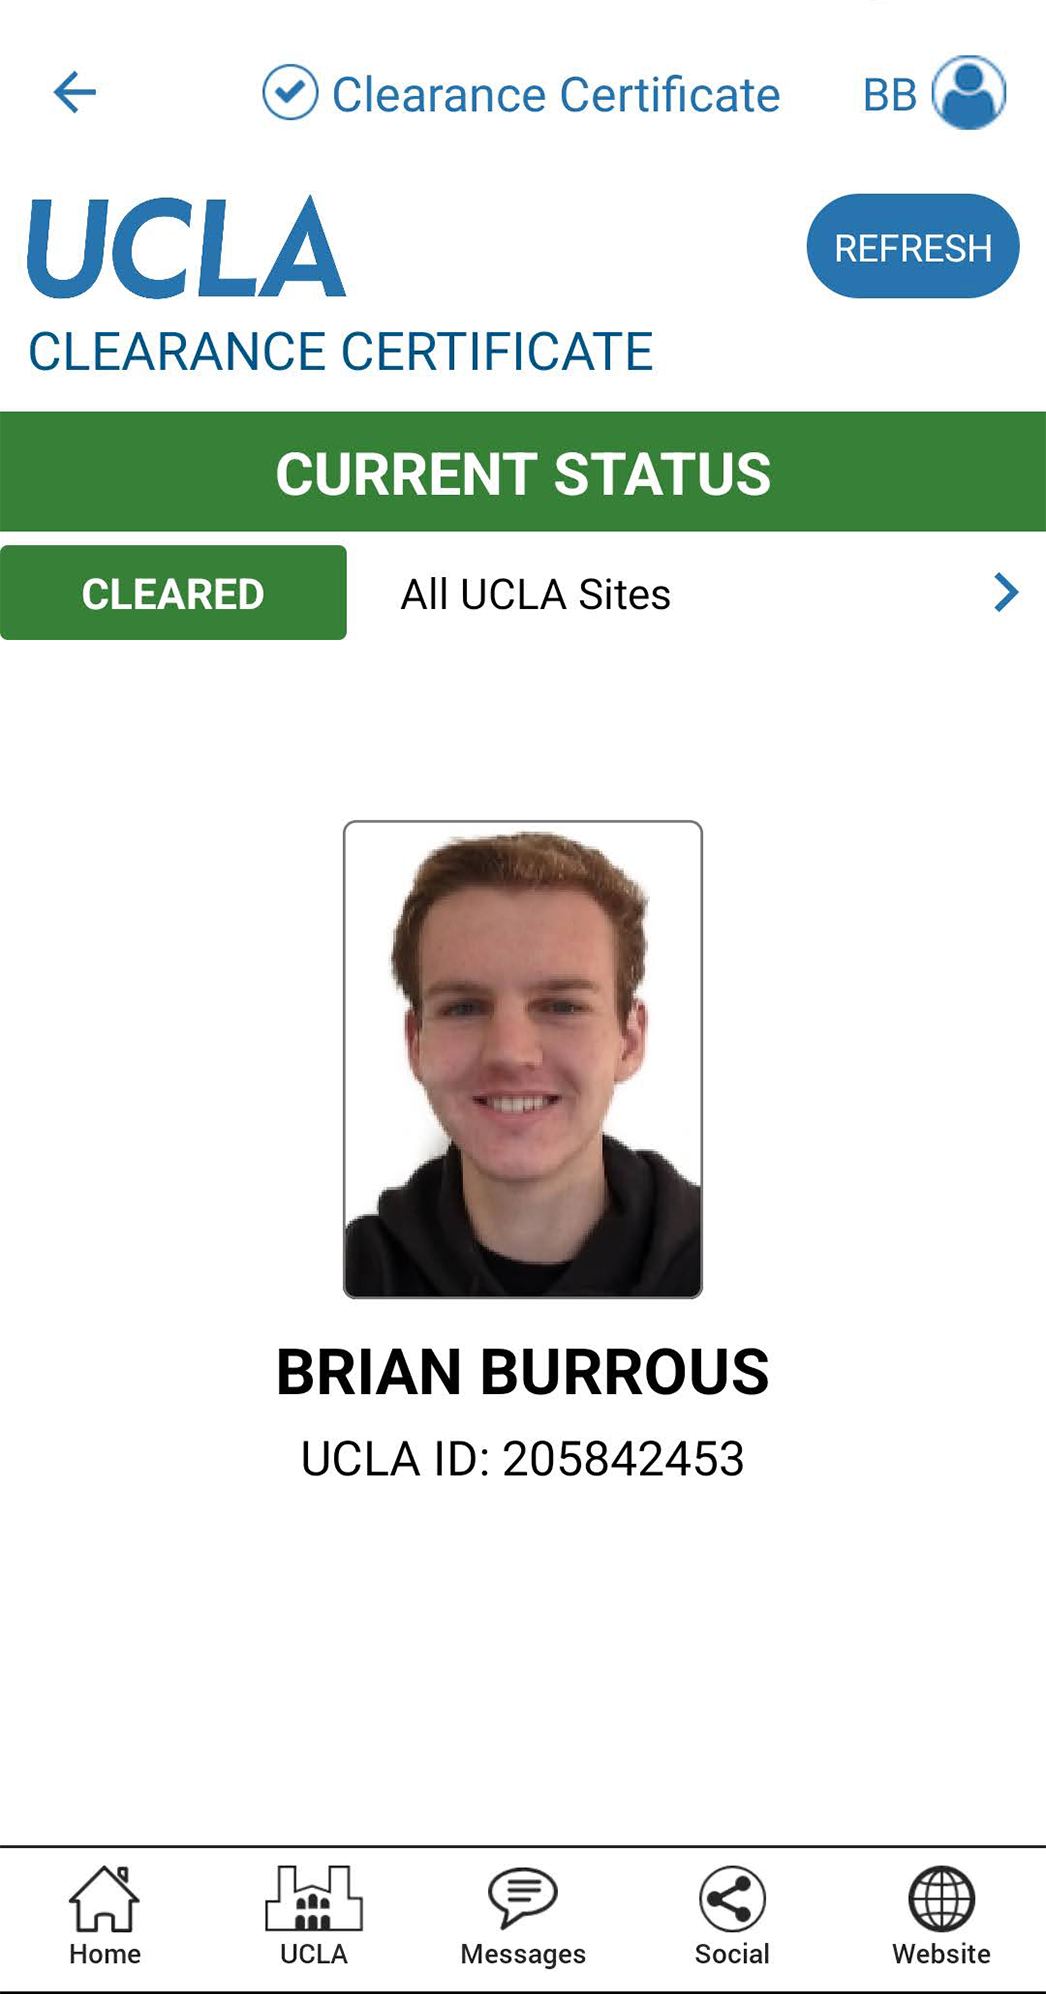 Clearance Certificate
BB
UCLA
REFRESH
CLEARANCE CERTIFICATE
CURRENT STATUS
CLEARED
All UCLA Sites
BRIAN BURROUS
UCLA ID: 205842453
Home
UCLA
Messages
Social
Website